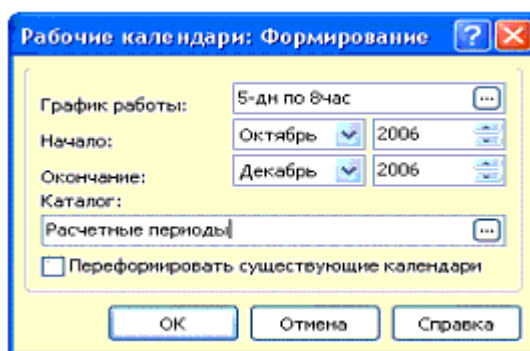 Рабочие календари: Формирование
График работы: 5-дн по 8час
Начало: Октябрь 2006
Окончание: Декабрь 2006
Каталог:
Расчетные периоды
Переформировать существующие календари
ОК Отмена Справка